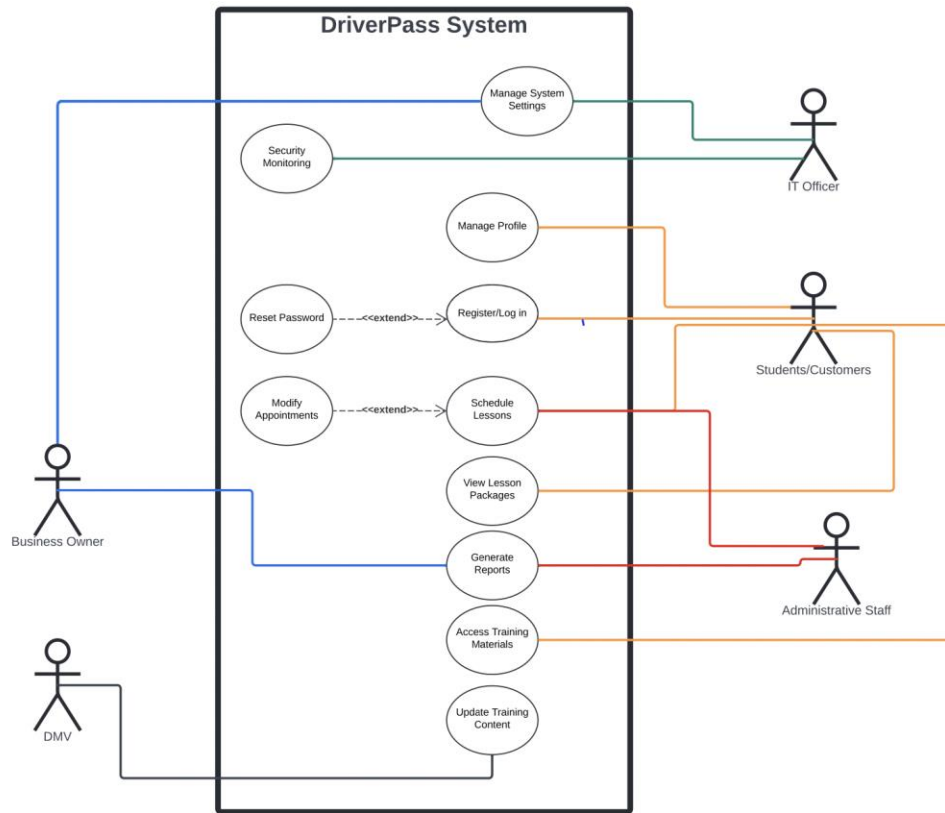 DriverPass System
Manage System
Settings
Security
Monitoring
IT Officer
Manage Profile
Reset Password
<<extend>>
Register/Log in
Students/Customers
Modify
Appointments
<<extend>>
Schedule
Lessons
View Lesson
Packages
Business Owner
Generate
Reports
Administrative Staff
Access Training
Materials
Update Training
Content
DMV